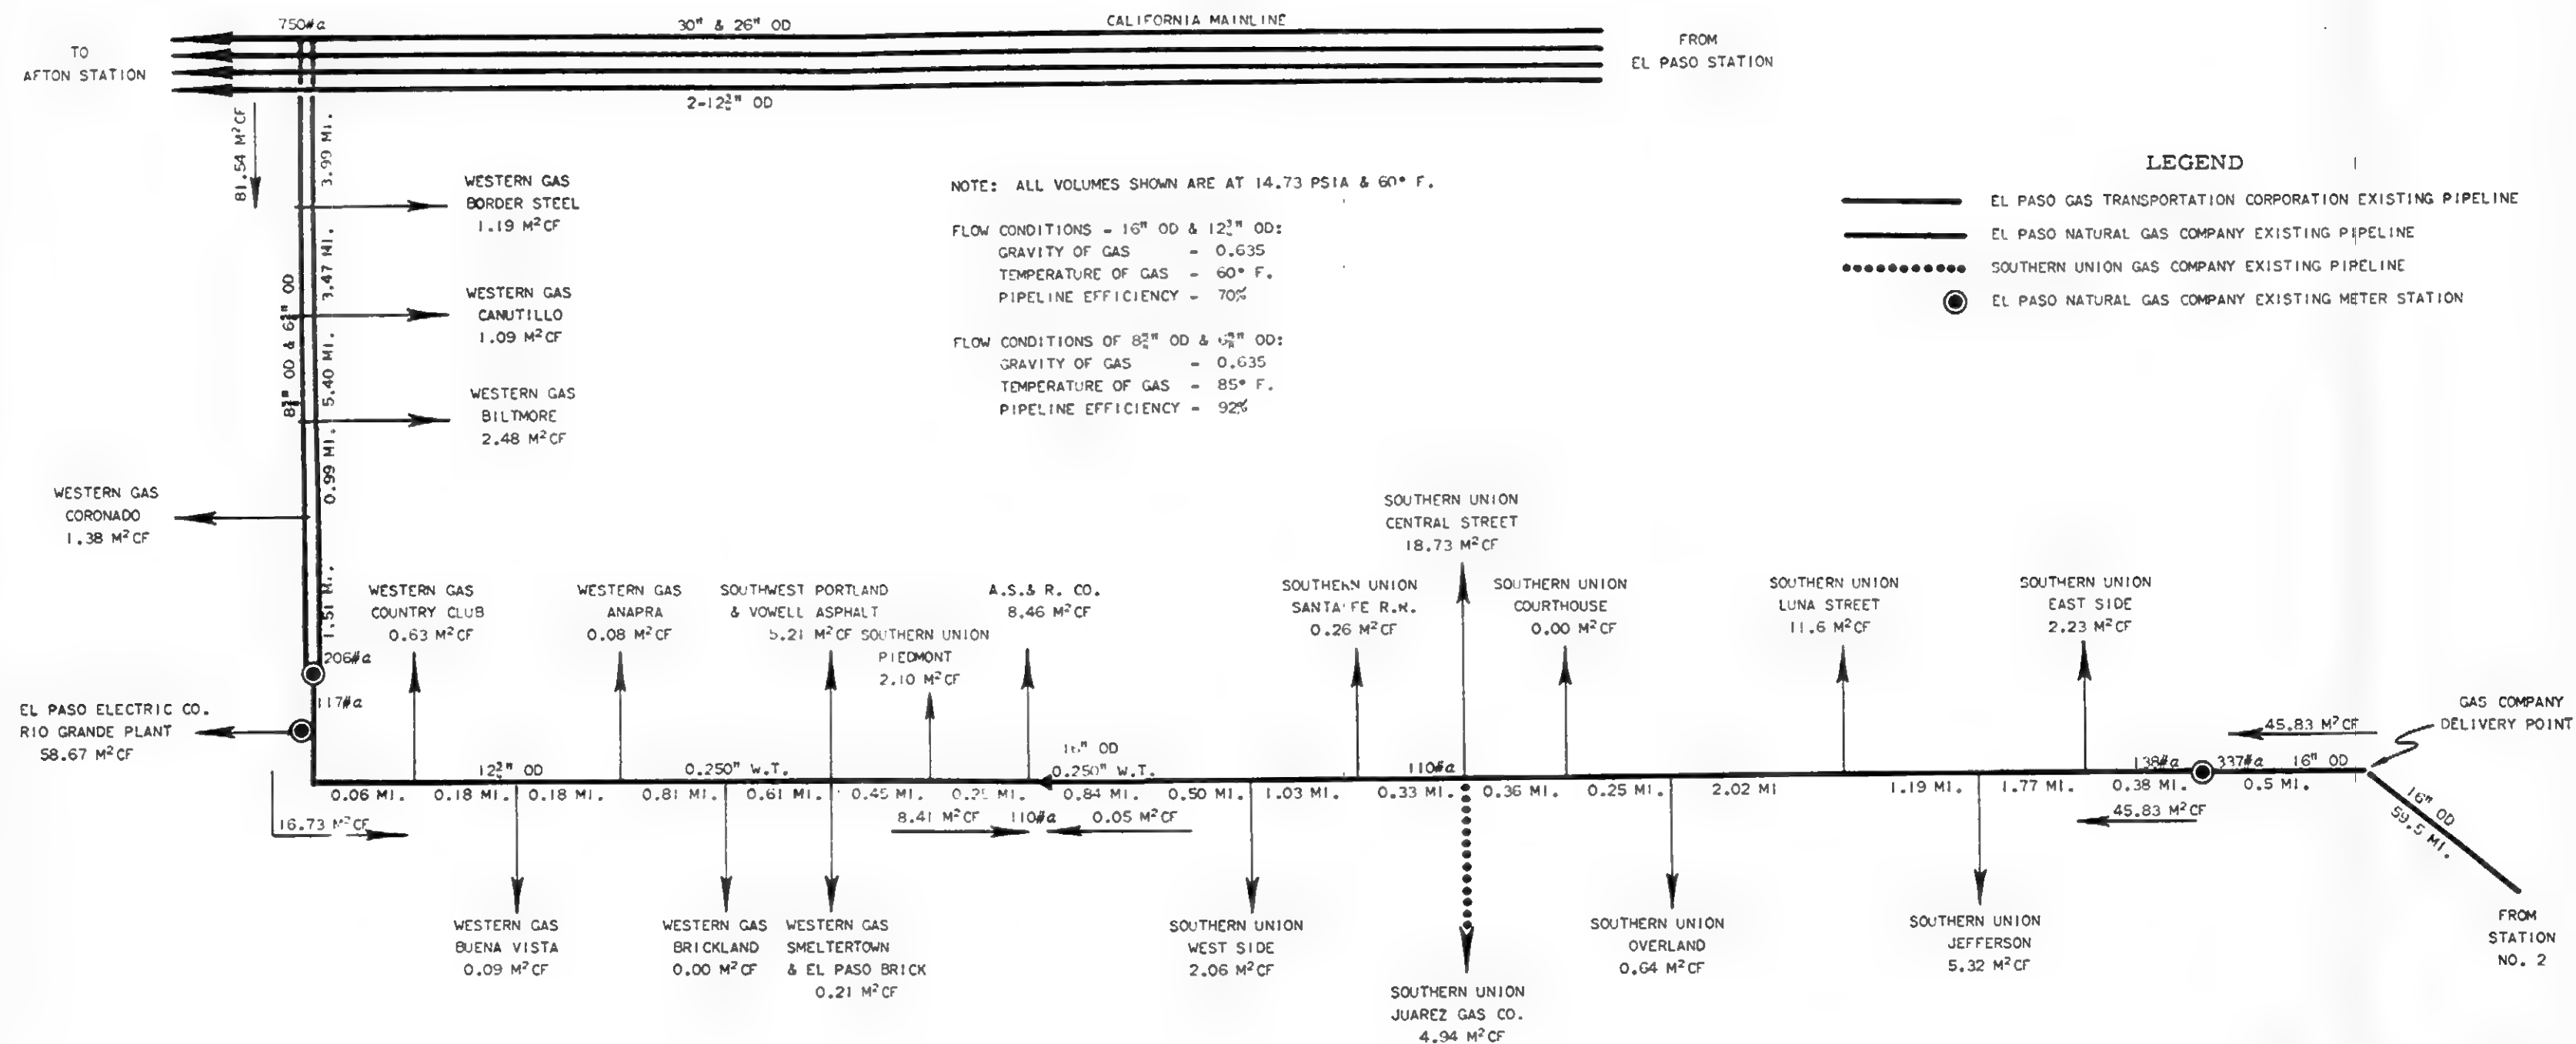 750#a
30" & 26" OD
CALIFORNIA MAINLINE
TO
AFTON STATION
FROM
EL PASO STATION
2-12¾" OD
81.54 M²CF
3.99 MI.
3.47 MI.
5.40 MI.
0.99 MI.
1.51 MI.
8⅝" OD & 6⅝" OD
WESTERN GAS
BORDER STEEL
1.19 M²CF
WESTERN GAS
CANUTILLO
1.09 M²CF
WESTERN GAS
BILTMORE
2.48 M²CF
WESTERN GAS
CORONADO
1.38 M²CF
NOTE: ALL VOLUMES SHOWN ARE AT 14.73 PSIA & 60° F.
FLOW CONDITIONS - 16" OD & 12¾" OD:
GRAVITY OF GAS - 0.635
TEMPERATURE OF GAS - 60° F.
PIPELINE EFFICIENCY - 70%
FLOW CONDITIONS OF 8⅝" OD & 6⅝" OD:
GRAVITY OF GAS - 0.635
TEMPERATURE OF GAS - 85° F.
PIPELINE EFFICIENCY - 92%
LEGEND
EL PASO GAS TRANSPORTATION CORPORATION EXISTING PIPELINE
EL PASO NATURAL GAS COMPANY EXISTING PIPELINE
SOUTHERN UNION GAS COMPANY EXISTING PIPELINE
EL PASO NATURAL GAS COMPANY EXISTING METER STATION
206#a
117#a
EL PASO ELECTRIC CO.
RIO GRANDE PLANT
58.67 M²CF
WESTERN GAS
COUNTRY CLUB
0.63 M²CF
WESTERN GAS
ANAPRA
0.08 M²CF
SOUTHWEST PORTLAND
& VOWELL ASPHALT
5.21 M²CF
SOUTHERN UNION
PIEDMONT
2.10 M²CF
A.S.& R. CO.
8.46 M²CF
SOUTHERN UNION
SANTA FE R.R.
0.26 M²CF
SOUTHERN UNION
CENTRAL STREET
18.73 M²CF
SOUTHERN UNION
COURTHOUSE
0.00 M²CF
SOUTHERN UNION
LUNA STREET
11.6 M²CF
SOUTHERN UNION
EAST SIDE
2.23 M²CF
GAS COMPANY
DELIVERY POINT
45.83 M²CF
12¾" OD
0.250" W.T.
16" OD
0.250" W.T.
110#a
138#a
337#a
16" OD
0.06 MI.
0.18 MI.
0.18 MI.
0.81 MI.
0.61 MI.
0.45 MI.
0.25 MI.
0.84 MI.
0.50 MI.
1.03 MI.
0.33 MI.
0.36 MI.
0.25 MI.
2.02 MI
1.19 MI.
1.77 MI.
0.38 MI.
0.5 MI.
16.73 M²CF
8.41 M²CF
110#a
0.05 M²CF
45.83 M²CF
16" OD
59.5 MI.
WESTERN GAS
BUENA VISTA
0.09 M²CF
WESTERN GAS
BRICKLAND
0.00 M²CF
WESTERN GAS
SMELTERTOWN
& EL PASO BRICK
0.21 M²CF
SOUTHERN UNION
WEST SIDE
2.06 M²CF
SOUTHERN UNION
JUAREZ GAS CO.
4.94 M²CF
SOUTHERN UNION
OVERLAND
0.64 M²CF
SOUTHERN UNION
JEFFERSON
5.32 M²CF
FROM
STATION
NO. 2